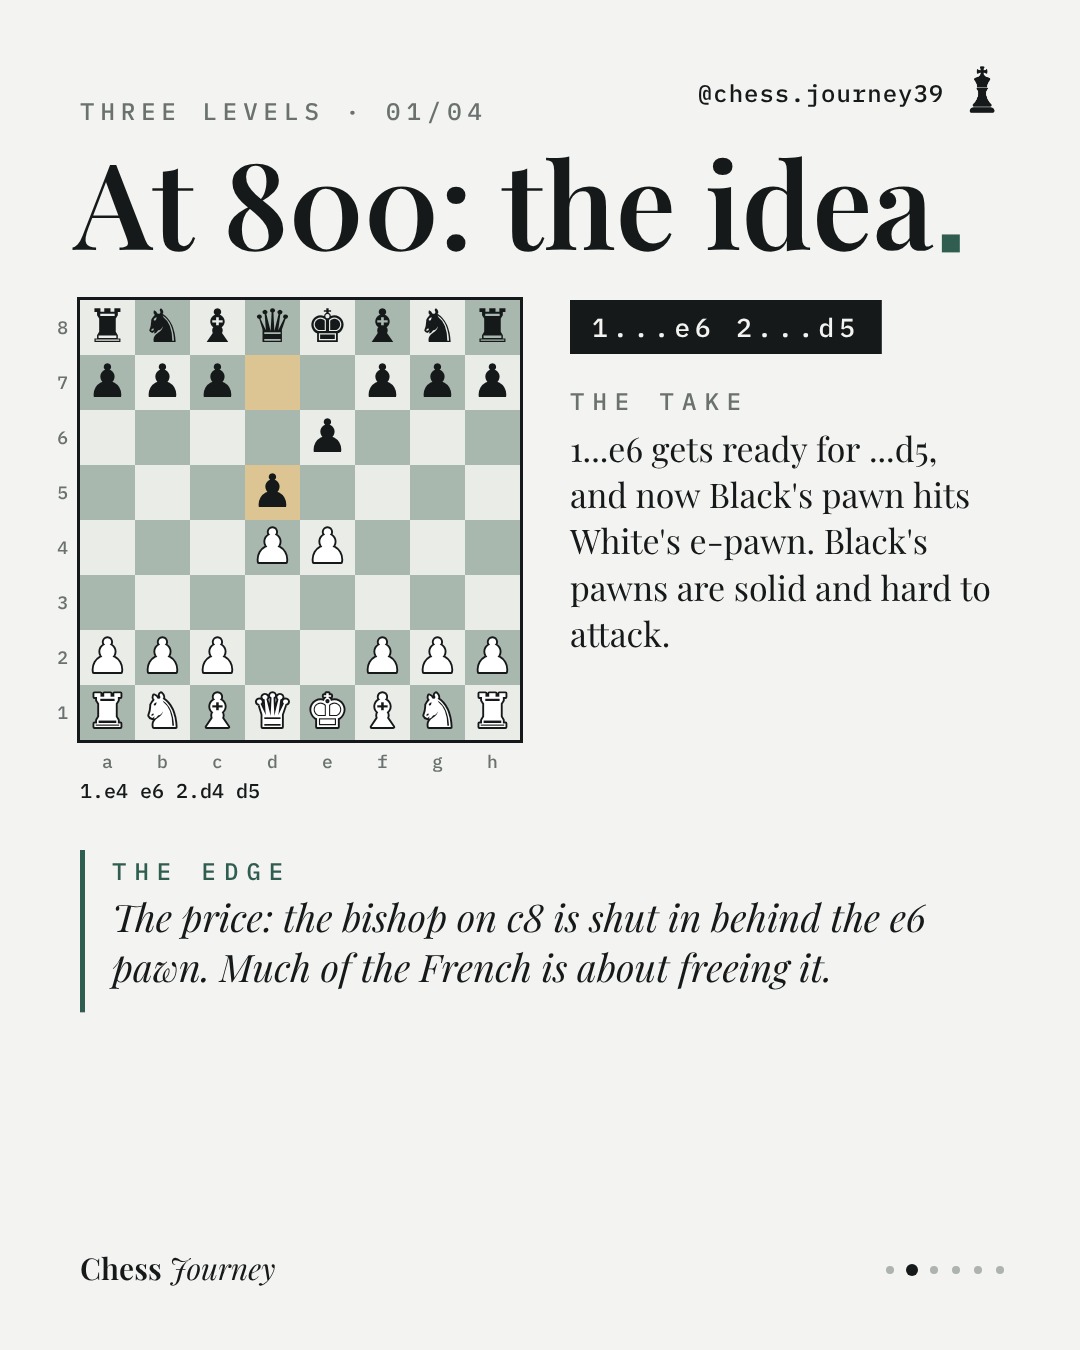 THREE LEVELS · 01/04
@chess.journey39
At 800: the idea.
8
7
6
5
4
3
2
1
a b c d e f g h
1.e4 e6 2.d4 d5
1...e6 2...d5
THE TAKE
1...e6 gets ready for ...d5,
and now Black's pawn hits
White's e-pawn. Black's
pawns are solid and hard to
attack.
THE EDGE
The price: the bishop on c8 is shut in behind the e6
pawn. Much of the French is about freeing it.
Chess Journey